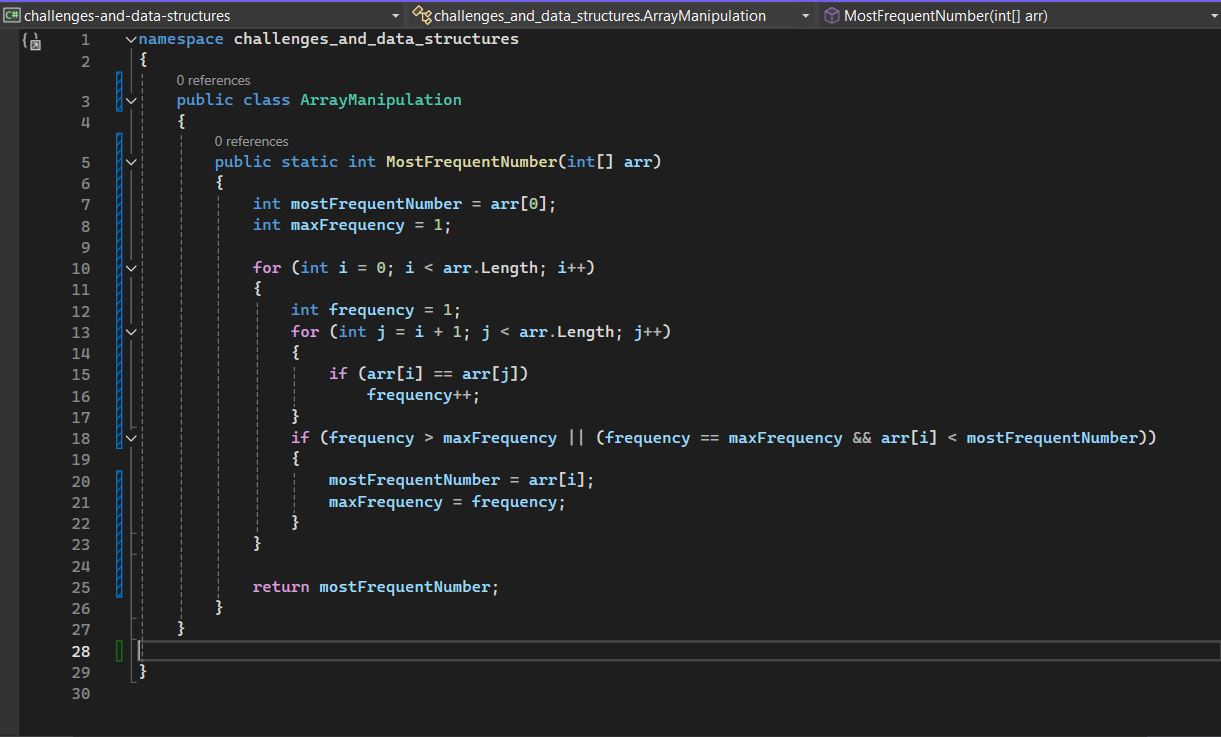 challenges-and-data-structures challenges_and_data_structures.ArrayManipulation MostFrequentNumber(int[] arr)
1 namespace challenges_and_data_structures
2 {
0 references
3 public class ArrayManipulation
4 {
0 references
5 public static int MostFrequentNumber(int[] arr)
6 {
7 int mostFrequentNumber = arr[0];
8 int maxFrequency = 1;
9
10 for (int i = 0; i < arr.Length; i++)
11 {
12 int frequency = 1;
13 for (int j = i + 1; j < arr.Length; j++)
14 {
15 if (arr[i] == arr[j])
16 frequency++;
17 }
18 if (frequency > maxFrequency || (frequency == maxFrequency && arr[i] < mostFrequentNumber))
19 {
20 mostFrequentNumber = arr[i];
21 maxFrequency = frequency;
22 }
23 }
24
25 return mostFrequentNumber;
26 }
27 }
28
29 }
30